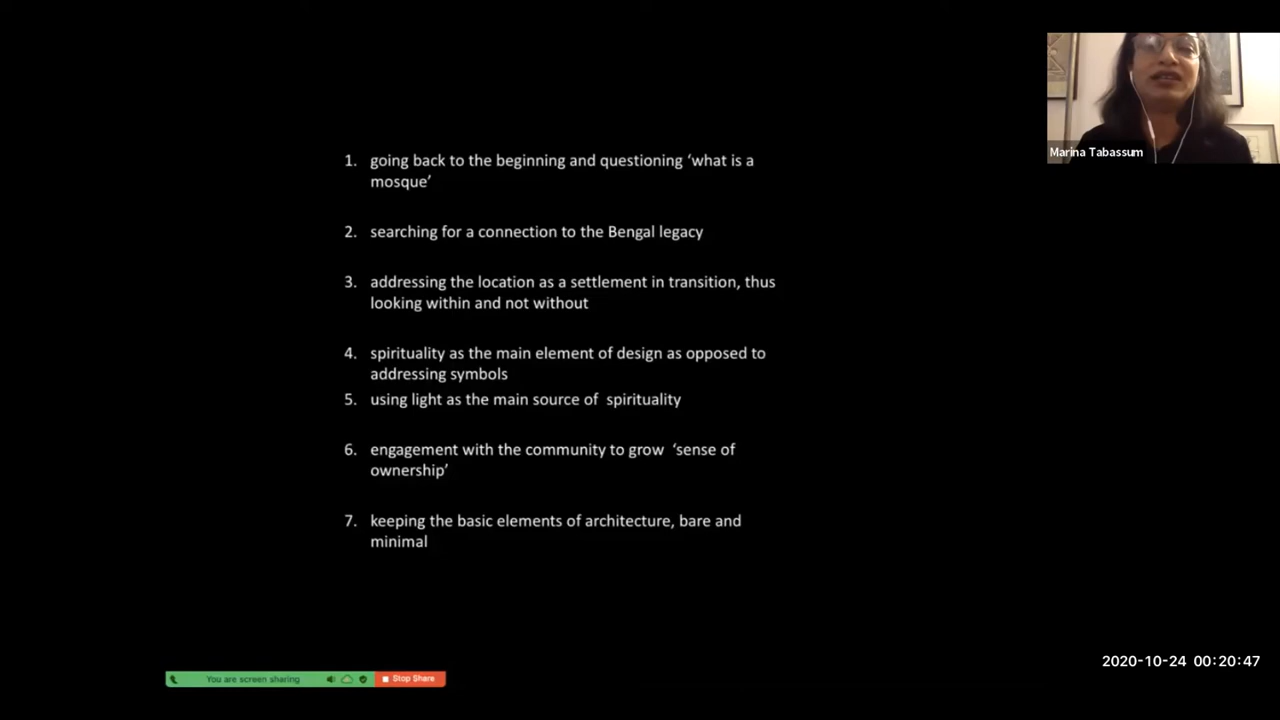 Marina Tabassum
1. going back to the beginning and questioning ‘what is a
mosque’
2. searching for a connection to the Bengal legacy
3. addressing the location as a settlement in transition, thus
looking within and not without
4. spirituality as the main element of design as opposed to
addressing symbols
5. using light as the main source of spirituality
6. engagement with the community to grow ‘sense of
ownership’
7. keeping the basic elements of architecture, bare and
minimal
You are screen sharing
Stop Share
2020-10-24 00:20:47